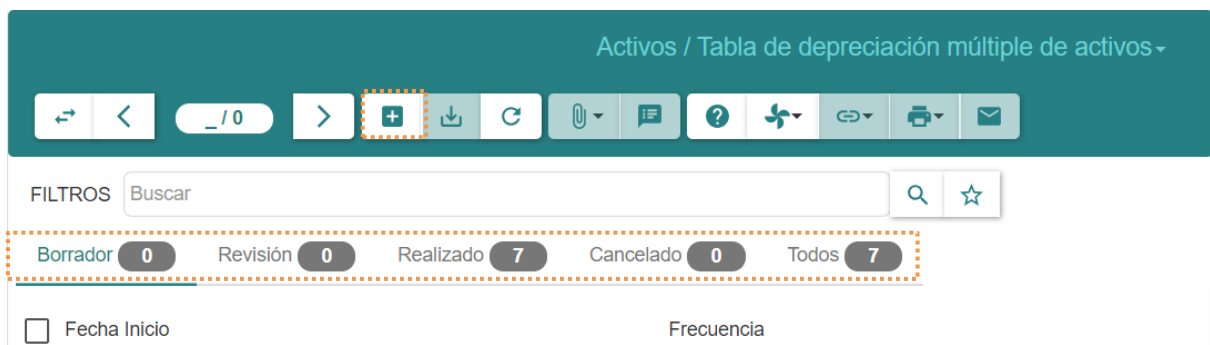 Activos / Tabla de depreciación múltiple de activos
_ / 0
FILTROS Buscar
Borrador 0 Revisión 0 Realizado 7 Cancelado 0 Todos 7
Fecha Inicio Frecuencia